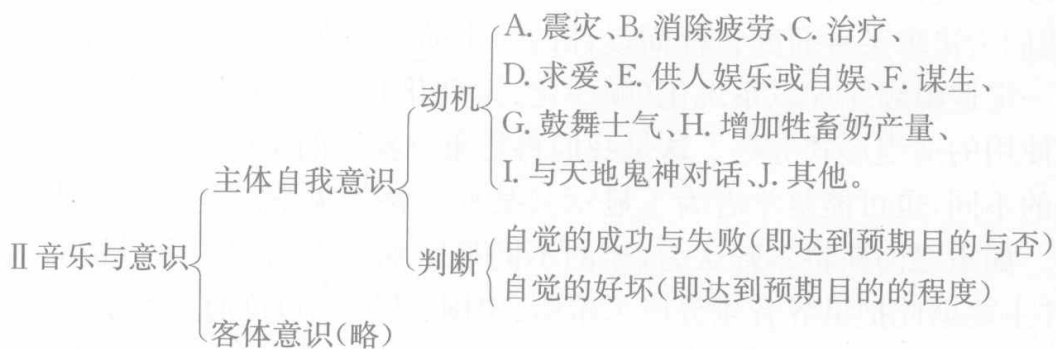 A. 震灾、B. 消除疲劳、C. 治疗、
D. 求爱、E. 供人娱乐或自娱、F. 谋生、
动机
G. 鼓舞士气、H. 增加牲畜奶产量、
I. 与天地鬼神对话、J. 其他。
主体自我意识
自觉的成功与失败(即达到预期目的与否)
Ⅱ音乐与意识
判断
自觉的好坏(即达到预期目的的程度)
客体意识(略)